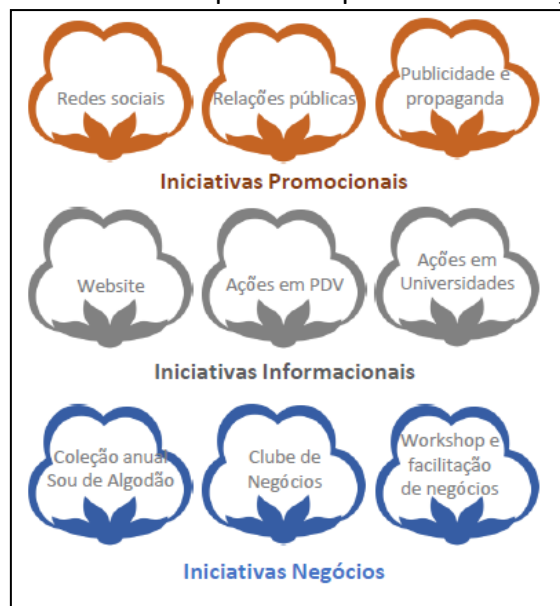 Redes sociais
Relações públicas
Publicidade e
propaganda
Iniciativas Promocionais
Website
Ações em PDV
Ações em
Universidades
Iniciativas Informacionais
Coleção anual
Sou de Algodão
Clube de
Negócios
Workshop e
facilitação
de negócios
Iniciativas Negócios